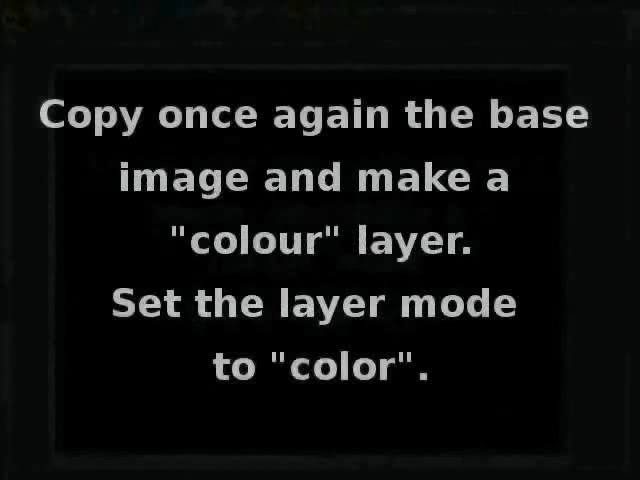 Copy once again the base
image and make a
"colour" layer.
Set the layer mode
to "color".